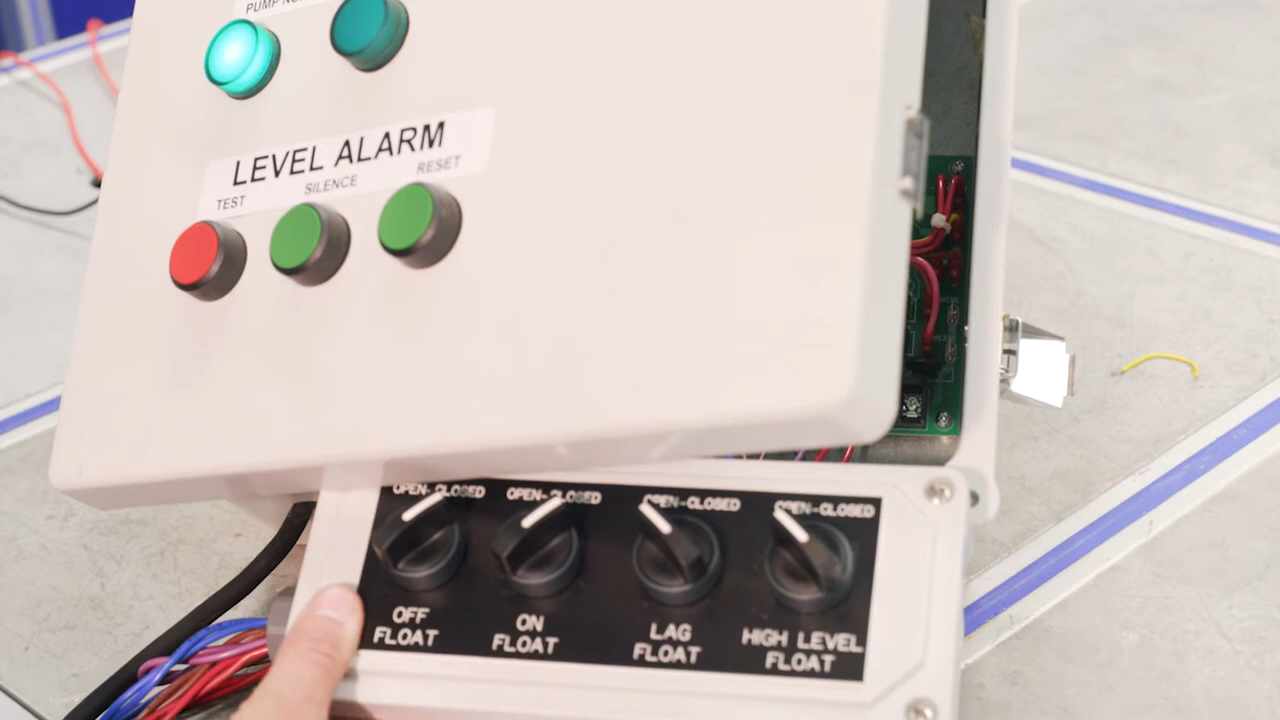 PUMP
LEVEL ALARM
TEST
SILENCE
RESET
OPEN-CLOSED
OPEN-CLOSED
OPEN-CLOSED
OPEN-CLOSED
OFF
FLOAT
ON
FLOAT
LAG
FLOAT
HIGH LEVEL
FLOAT